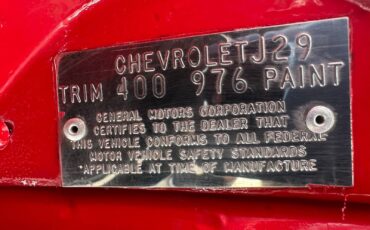 CHEVROLET J29
TRIM 400 976 PAINT
GENERAL MOTORS CORPORATION
CERTIFIES TO THE DEALER THAT
THIS VEHICLE CONFORMS TO ALL FEDERAL
MOTOR VEHICLE SAFETY STANDARDS
*APPLICABLE AT TIME OF MANUFACTURE